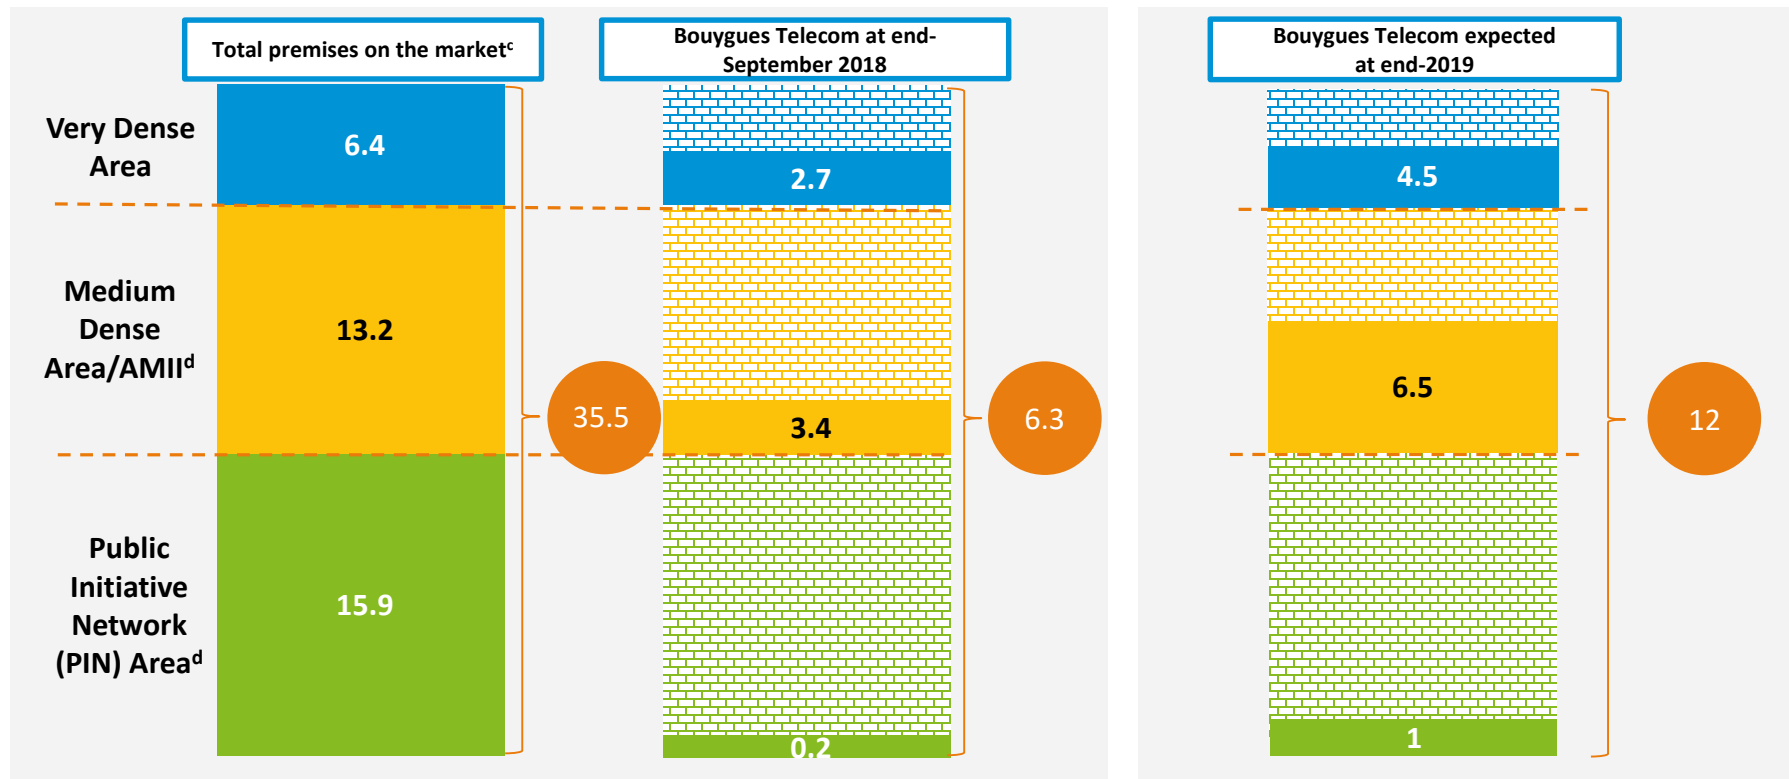 Total premises on the marketᶜ
Bouygues Telecom at end-
September 2018
Bouygues Telecom expected
at end-2019
Very Dense
Area
6.4
2.7
4.5
Medium
Dense
Area/AMIIᵈ
13.2
3.4
6.5
35.5
6.3
12
Public
Initiative
Network
(PIN) Areaᵈ
15.9
0.2
1